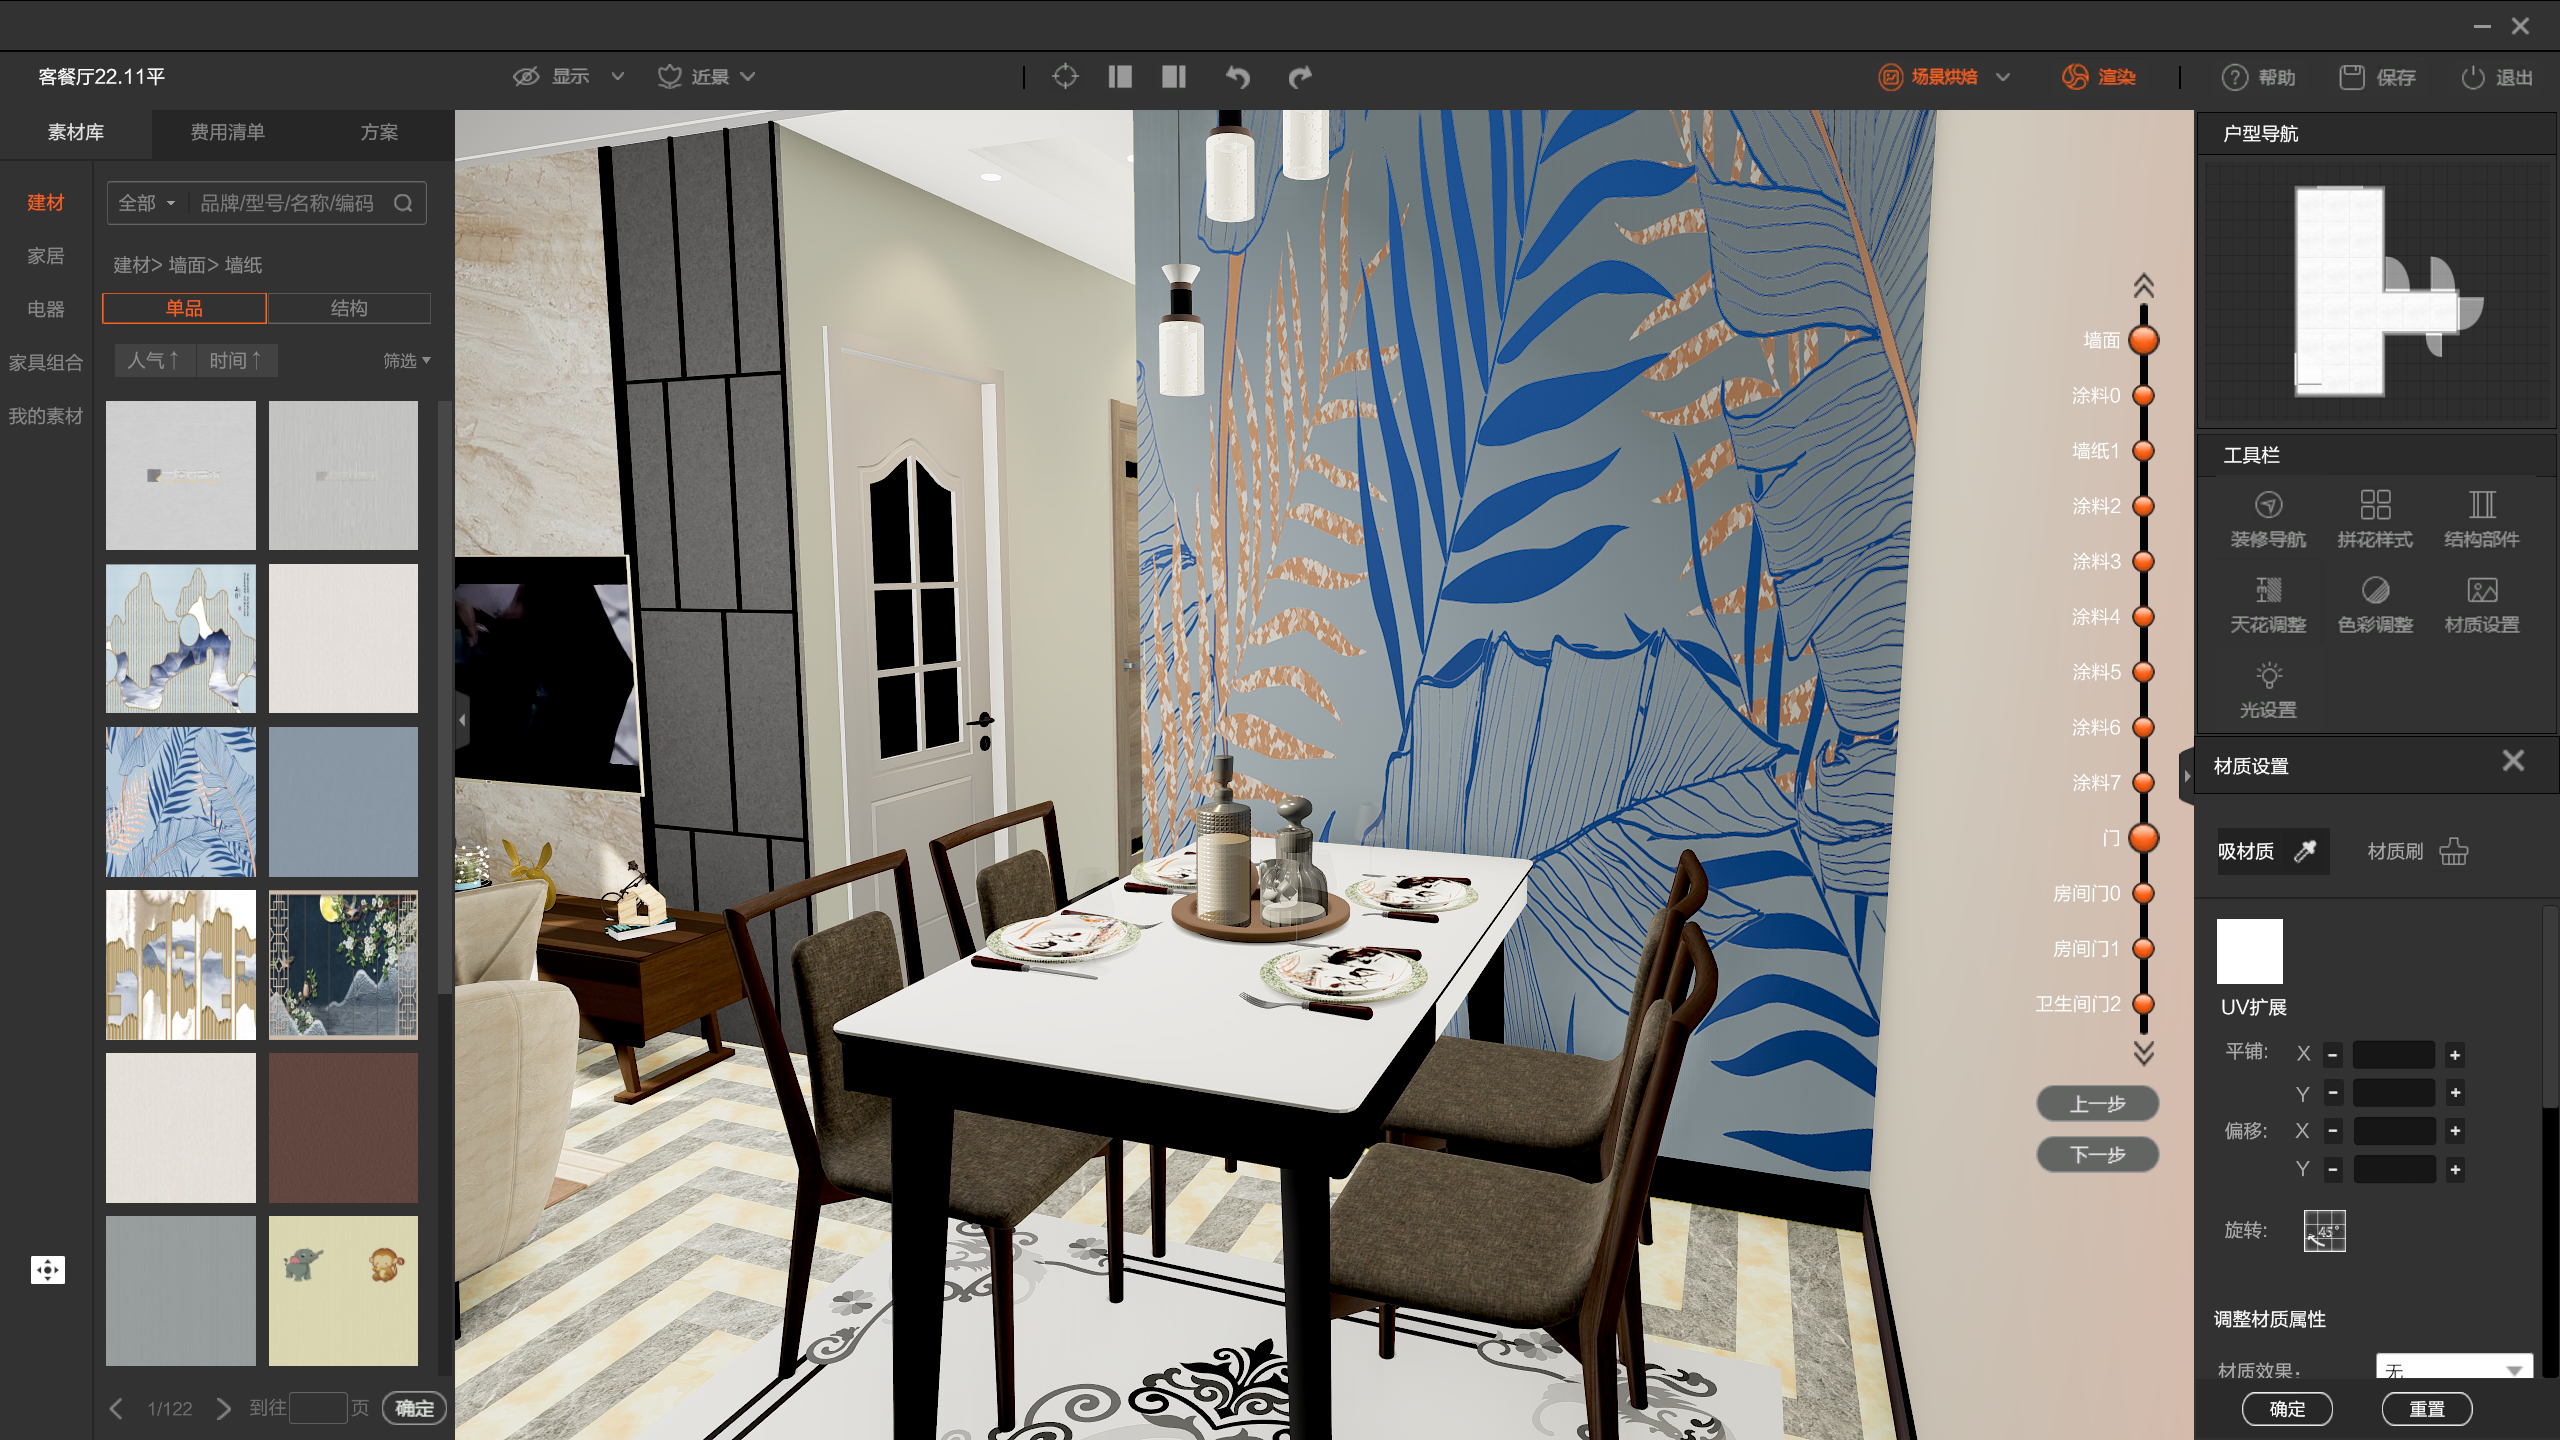 客餐厅22.11平
显示
近景
场景烘焙
渲染
帮助
保存
退出
素材库
费用清单
方案
建材
家居
电器
家具组合
我的素材
全部
品牌/型号/名称/编码
建材> 墙面> 墙纸
单品
结构
人气↑
时间↑
筛选
1/122
到往
页
确定
墙面
涂料0
墙纸1
涂料2
涂料3
涂料4
涂料5
涂料6
涂料7
门
房间门0
房间门1
卫生间门2
上一步
下一步
户型导航
工具栏
装修导航
拼花样式
结构部件
天花调整
色彩调整
材质设置
光设置
材质设置
吸材质
材质刷
UV扩展
平铺: X - +
Y - +
偏移: X - +
Y - +
旋转:
45°
调整材质属性
材质效果:
无
确定
重置